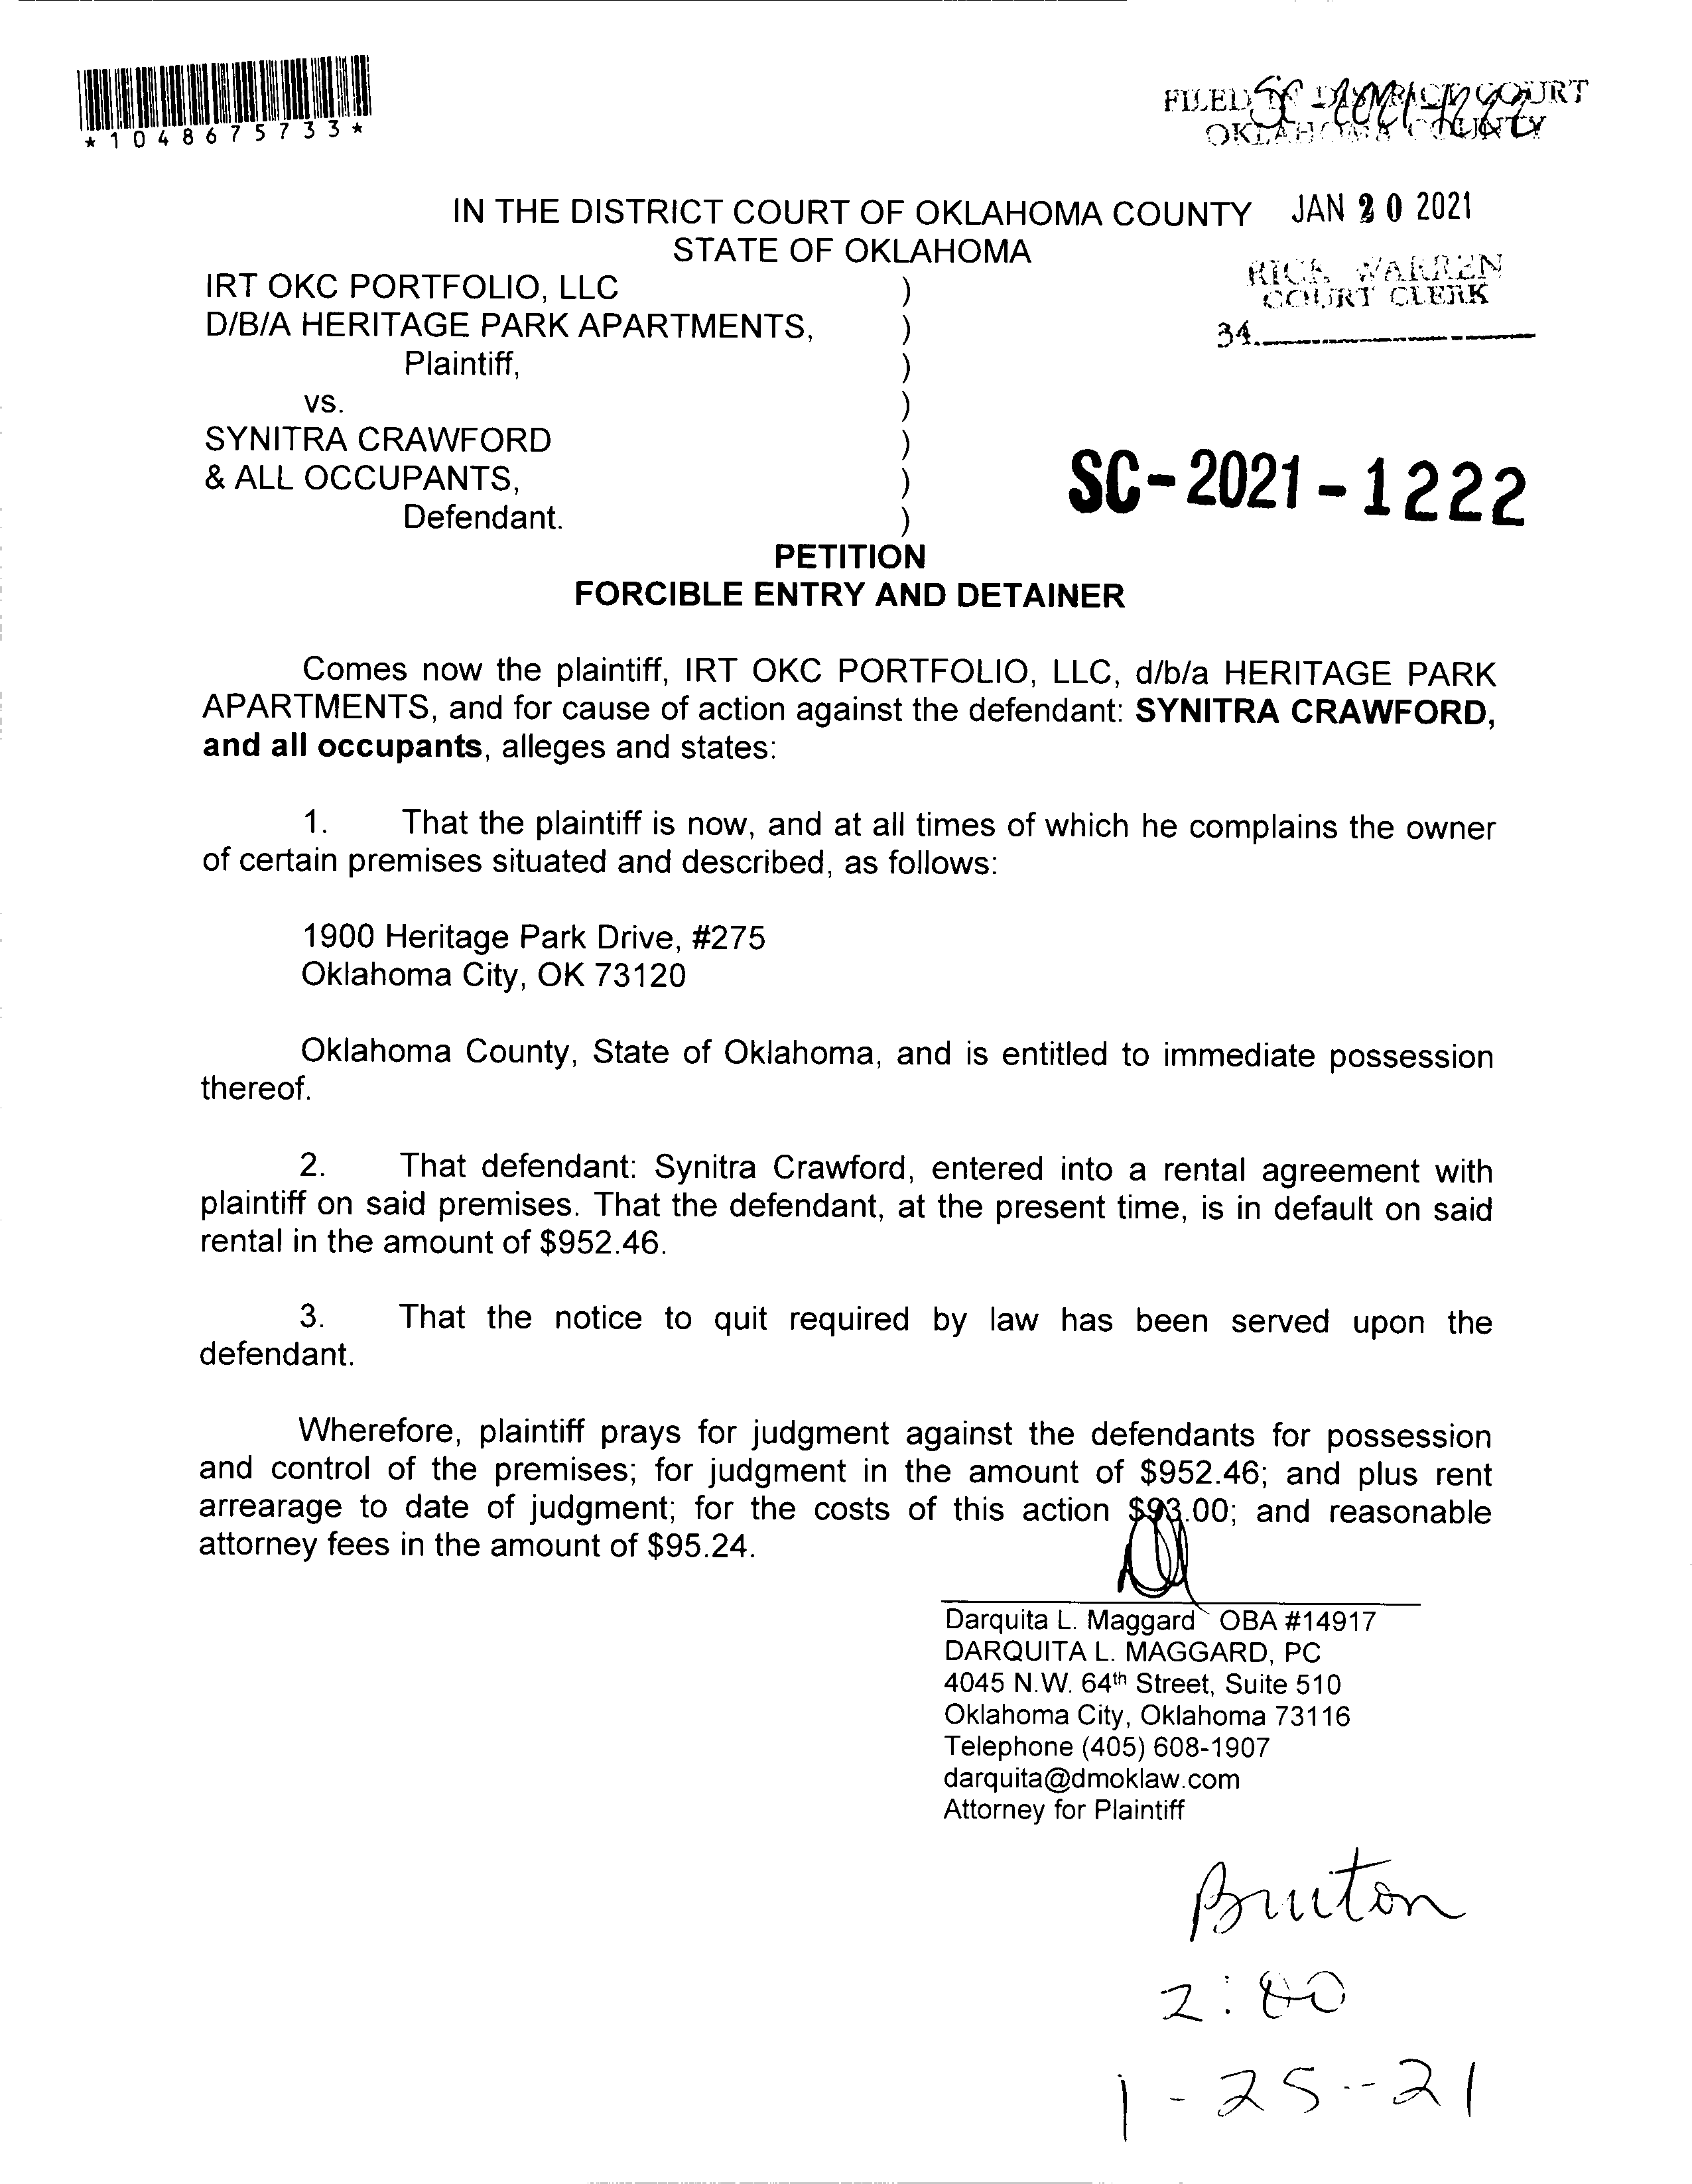 *1048675733*
FILED IN DISTRICT COURT
OKLAHOMA COUNTY
SC-2021-1222
JAN 20 2021
RICK WARREN
COURT CLERK
34
IN THE DISTRICT COURT OF OKLAHOMA COUNTY
STATE OF OKLAHOMA
IRT OKC PORTFOLIO, LLC )
D/B/A HERITAGE PARK APARTMENTS, )
Plaintiff, )
vs. )
SYNITRA CRAWFORD )
& ALL OCCUPANTS, )
Defendant. )
SC-2021-1222
PETITION
FORCIBLE ENTRY AND DETAINER
Comes now the plaintiff, IRT OKC PORTFOLIO, LLC, d/b/a HERITAGE PARK
APARTMENTS, and for cause of action against the defendant: SYNITRA CRAWFORD,
and all occupants, alleges and states:
1. That the plaintiff is now, and at all times of which he complains the owner
of certain premises situated and described, as follows:
1900 Heritage Park Drive, #275
Oklahoma City, OK 73120
Oklahoma County, State of Oklahoma, and is entitled to immediate possession
thereof.
2. That defendant: Synitra Crawford, entered into a rental agreement with
plaintiff on said premises. That the defendant, at the present time, is in default on said
rental in the amount of $952.46.
3. That the notice to quit required by law has been served upon the
defendant.
Wherefore, plaintiff prays for judgment against the defendants for possession
and control of the premises; for judgment in the amount of $952.46; and plus rent
arrearage to date of judgment; for the costs of this action $93.00; and reasonable
attorney fees in the amount of $95.24.
Darquita L. Maggard OBA #14917
DARQUITA L. MAGGARD, PC
4045 N.W. 64th Street, Suite 510
Oklahoma City, Oklahoma 73116
Telephone (405) 608-1907
darquita@dmoklaw.com
Attorney for Plaintiff
Bruton
2:00
1-25-21